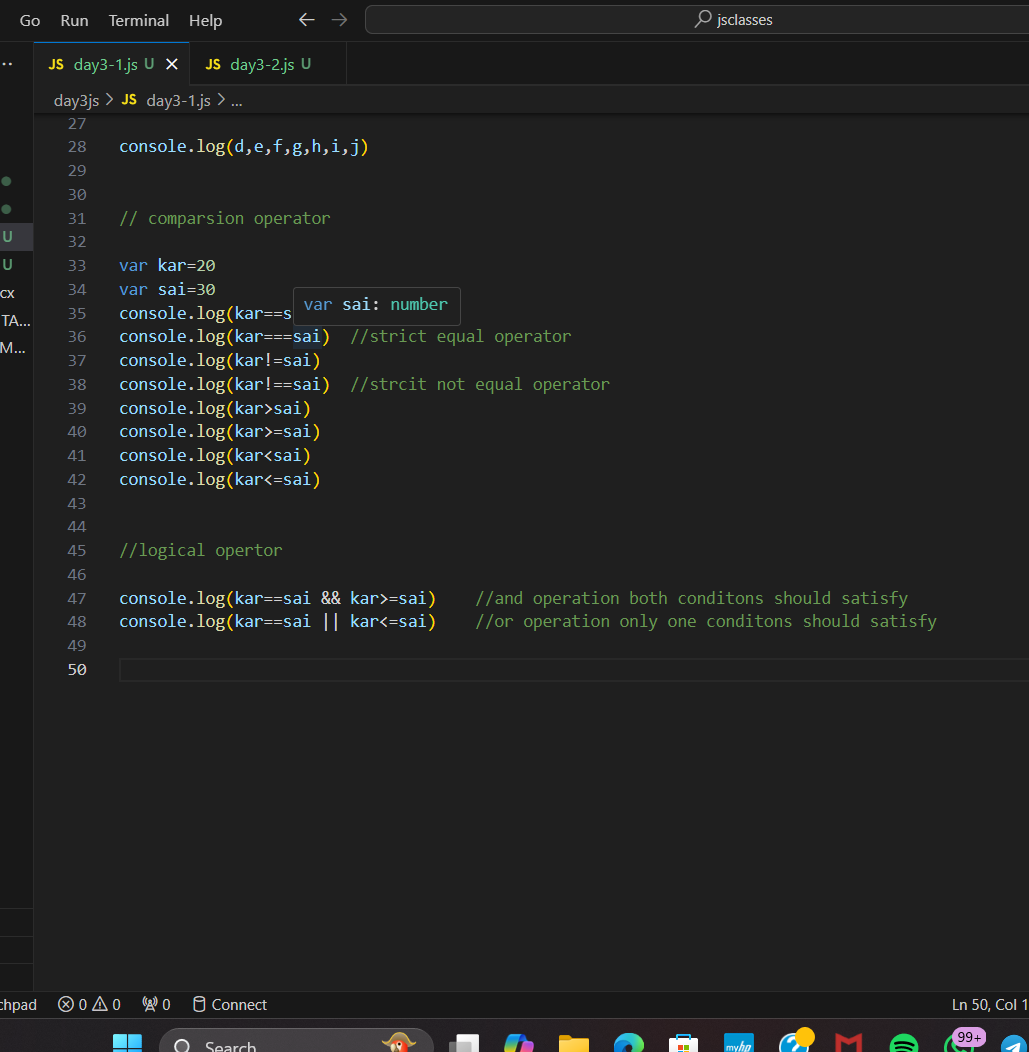 Go Run Terminal Help
jsclasses
JS day3-1.js U
JS day3-2.js U
day3js > JS day3-1.js > ...
27
28 console.log(d,e,f,g,h,i,j)
29
30
31 // comparsion operator
32
33 var kar=20
34 var sai=30
35 console.log(kar==s
var sai: number
36 console.log(kar===sai) //strict equal operator
37 console.log(kar!=sai)
38 console.log(kar!==sai) //strcit not equal operator
39 console.log(kar>sai)
40 console.log(kar>=sai)
41 console.log(kar<sai)
42 console.log(kar<=sai)
43
44
45 //logical opertor
46
47 console.log(kar==sai && kar>=sai) //and operation both conditons should satisfy
48 console.log(kar==sai || kar<=sai) //or operation only one conditons should satisfy
49
50
U
U
cx
TA...
M...
chpad 0 0 0 Connect
Ln 50, Col 1
Search
myhp
99+